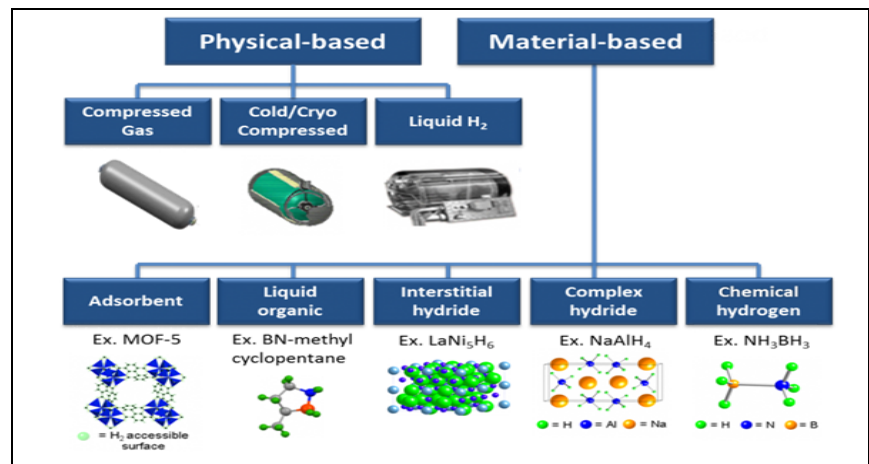 Physical-based
Material-based
Compressed
Gas
Cold/Cryo
Compressed
Liquid H₂
Adsorbent
Liquid
organic
Interstitial
hydride
Complex
hydride
Chemical
hydrogen
Ex. MOF-5
Ex. BN-methyl
cyclopentane
Ex. LaNi₅H₆
Ex. NaAlH₄
Ex. NH₃BH₃
= H₂ accessible
surface
= H = Al = Na
= H = N = B